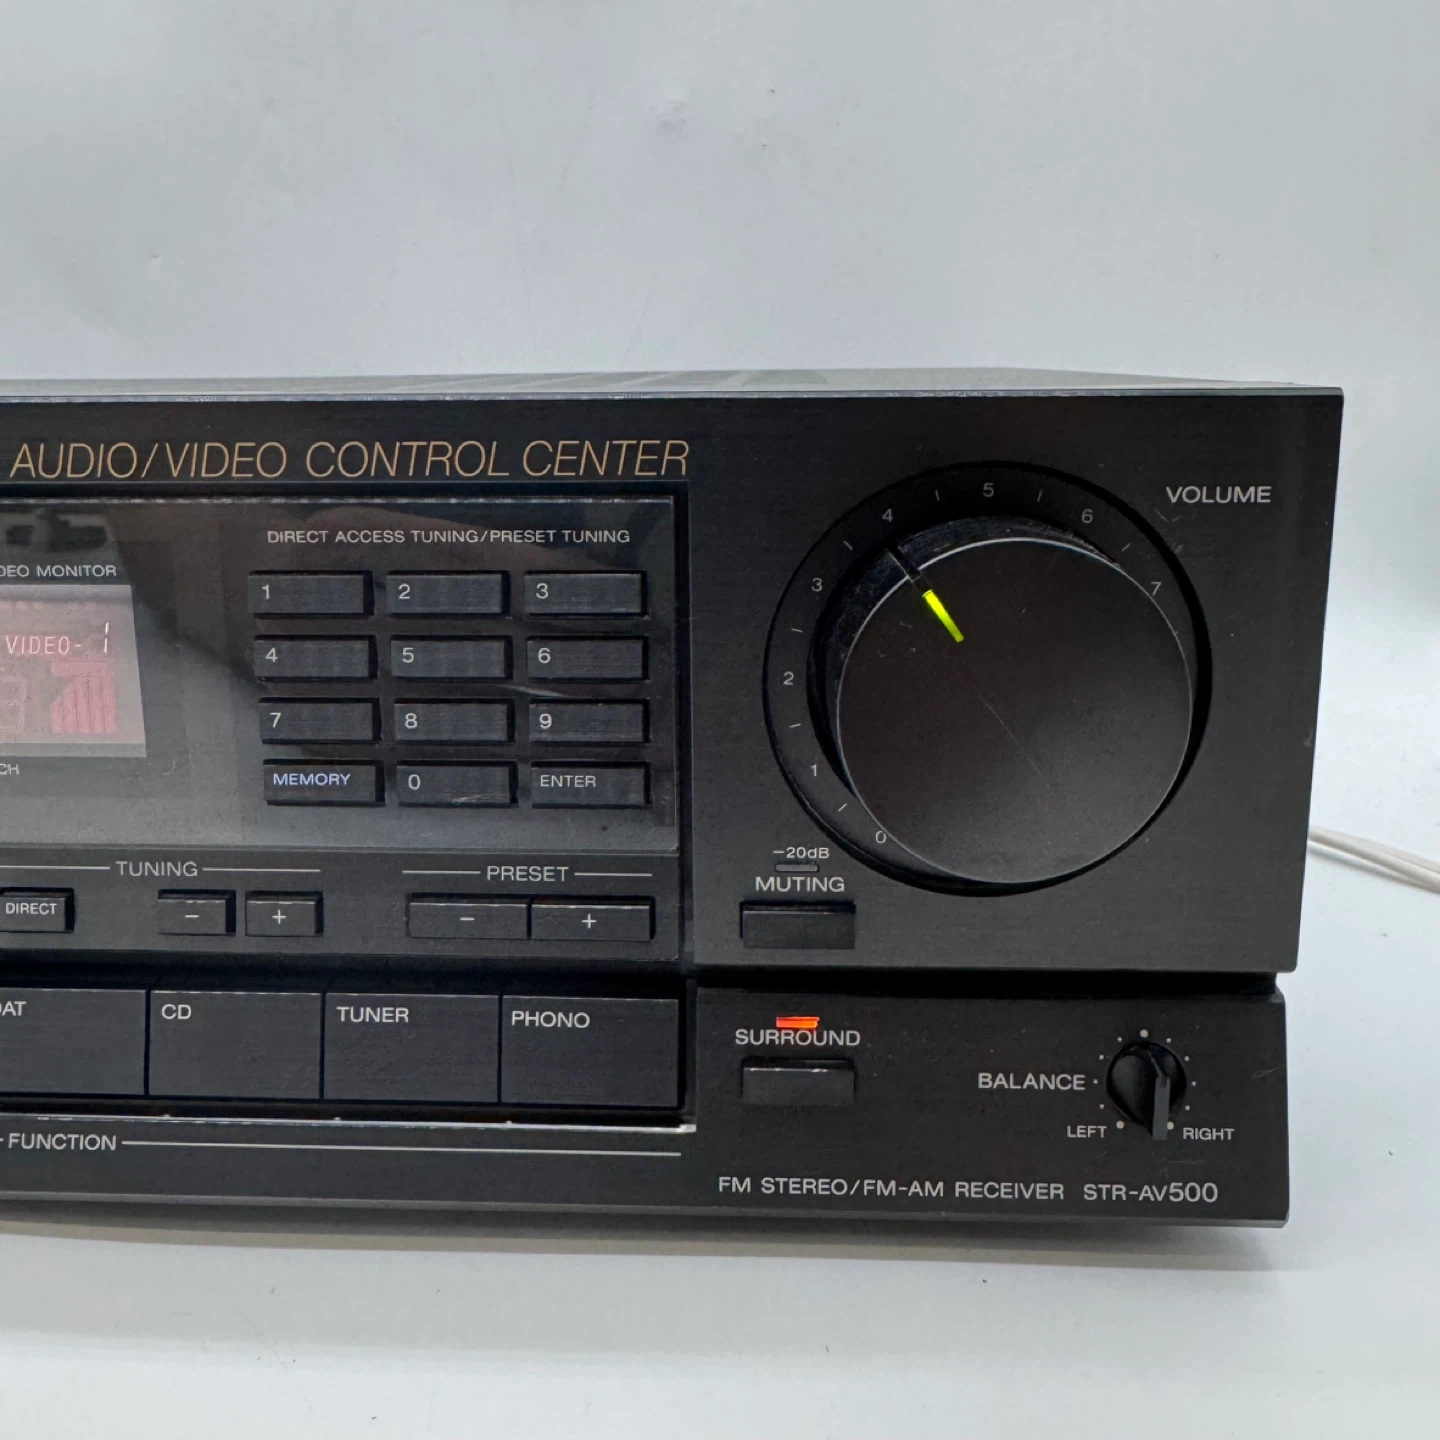 AUDIO/VIDEO CONTROL CENTER
VOLUME
DIRECT ACCESS TUNING/PRESET TUNING
MONITOR
VIDEO-1
1 2 3
4 5 6
7 8 9
MEMORY 0 ENTER
0 1 2 3 4 5 6 7
-20dB
MUTING
TUNING
PRESET
DIRECT - + - +
CD TUNER PHONO
SURROUND
BALANCE
LEFT RIGHT
FUNCTION
FM STEREO/FM-AM RECEIVER STR-AV500